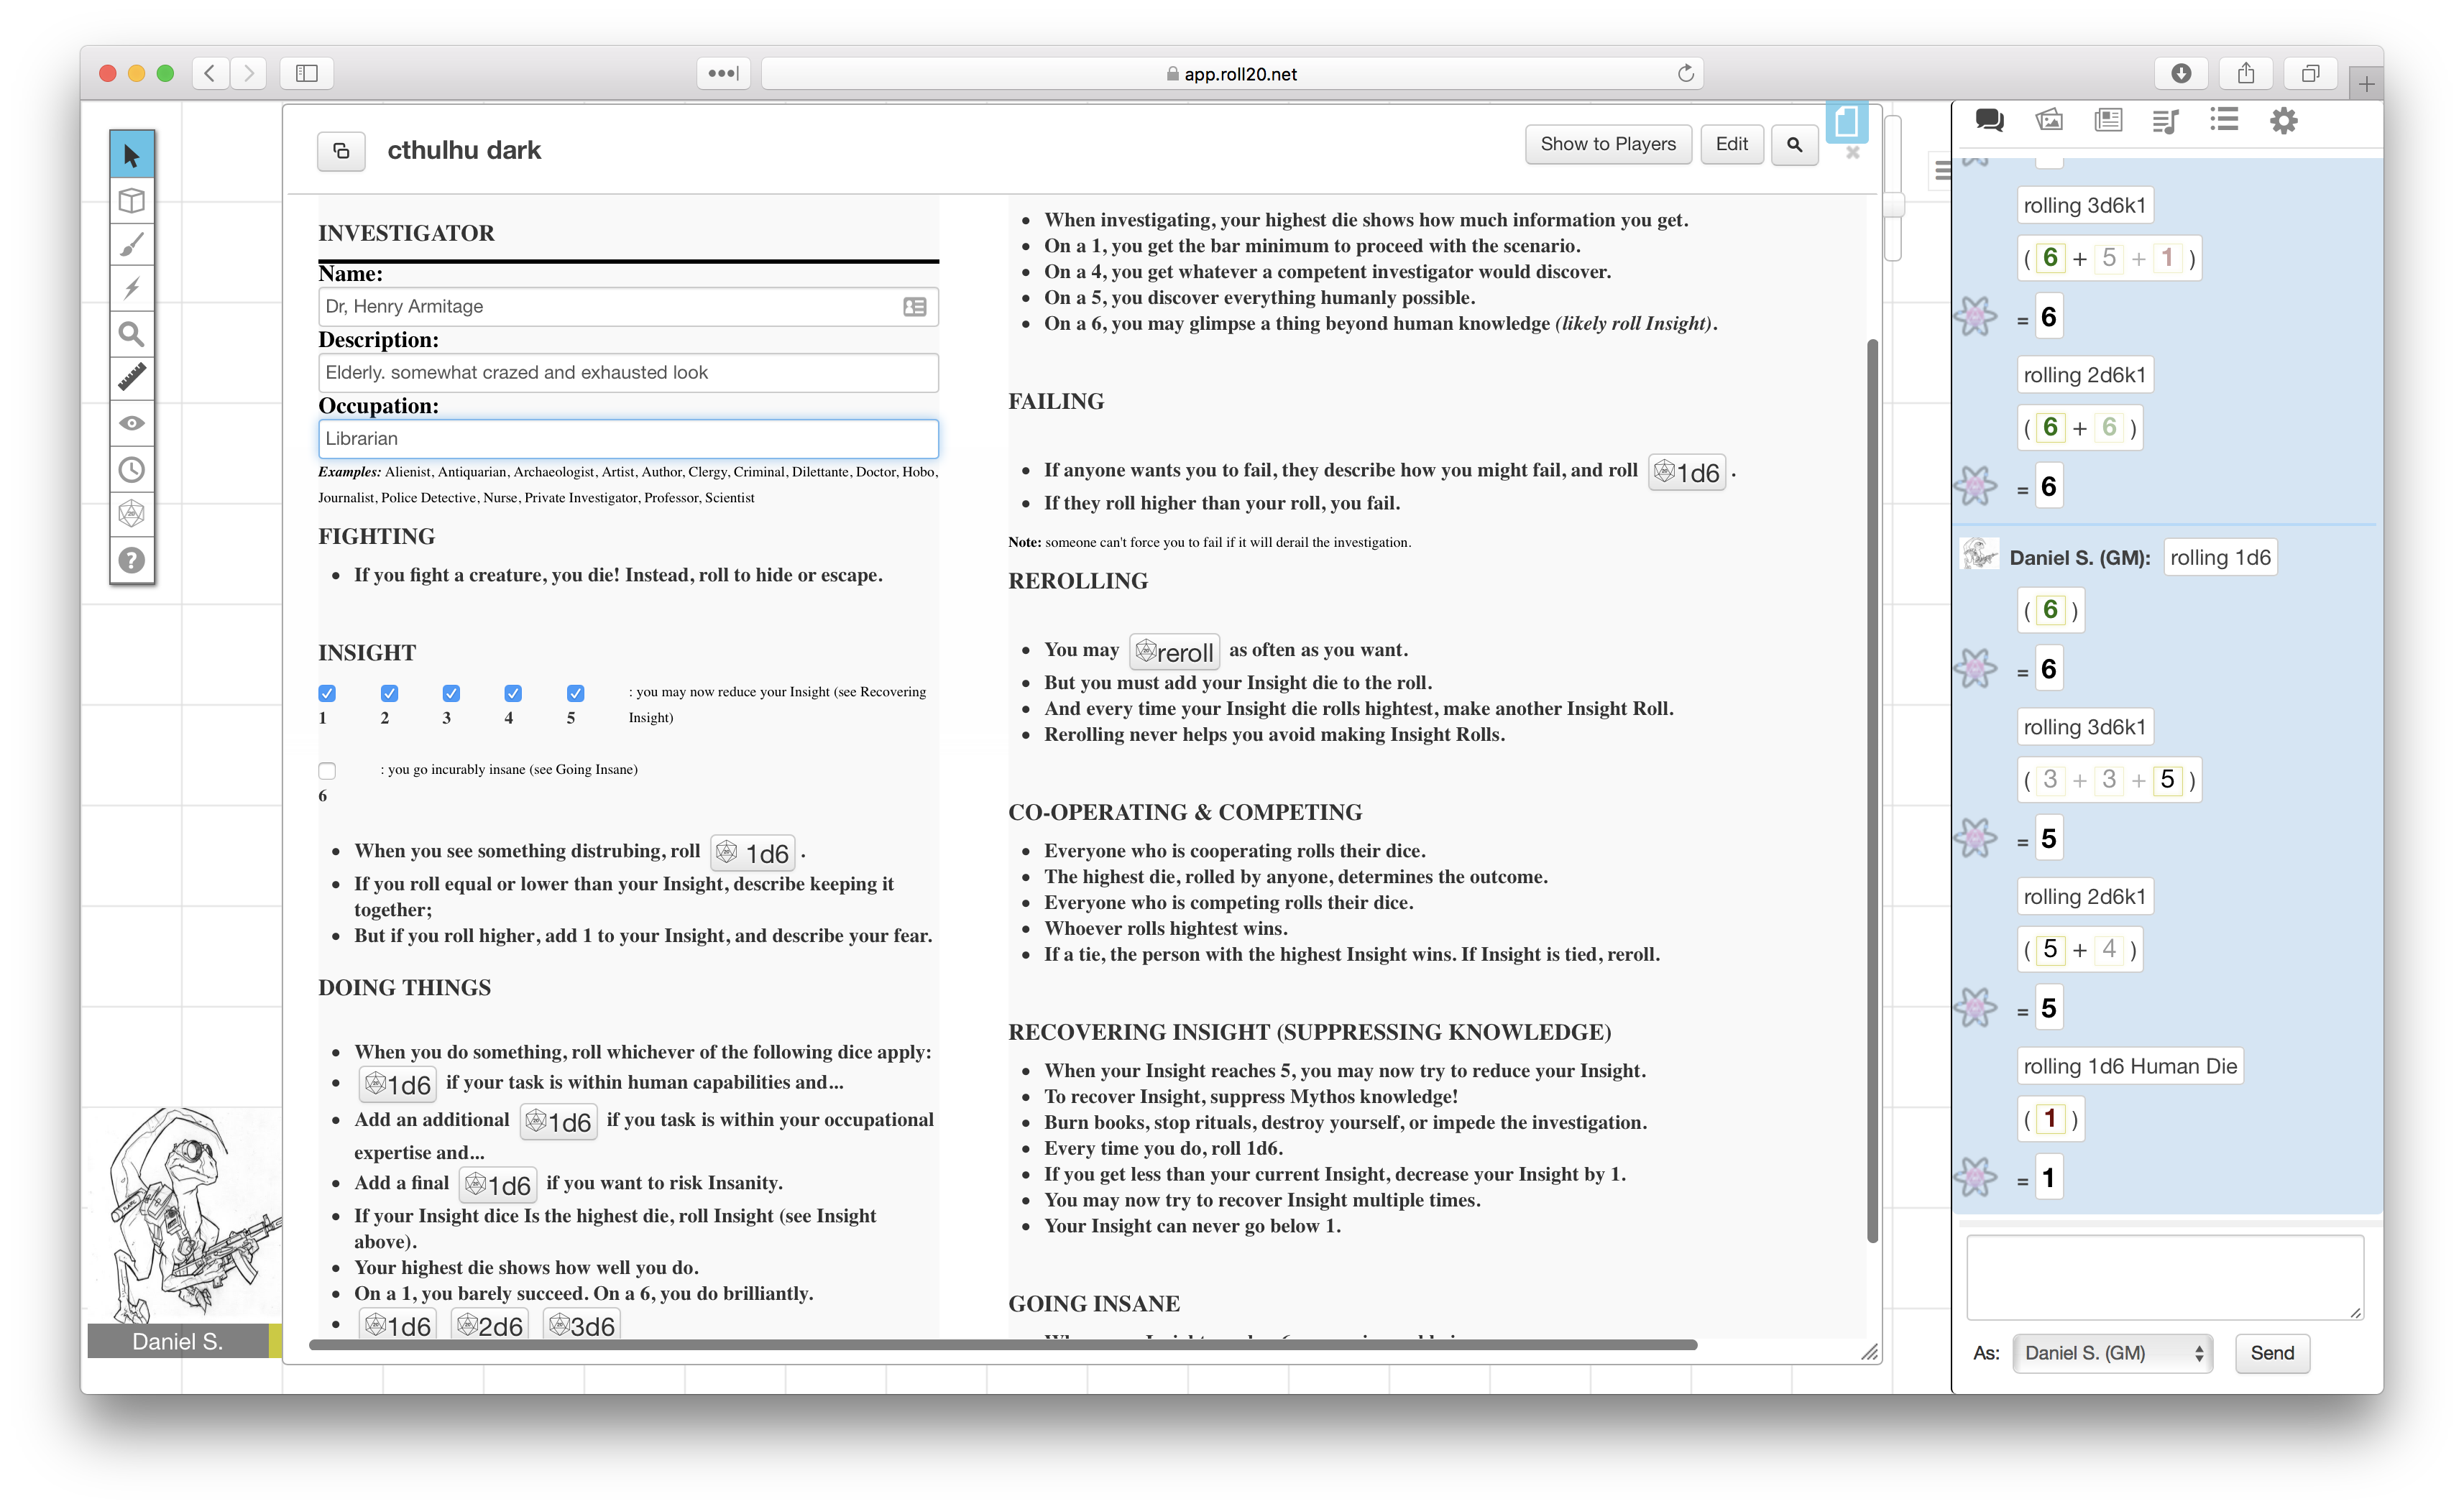 app.roll20.net
cthulhu dark
Show to Players
Edit
INVESTIGATOR
Name:
Dr, Henry Armitage
Description:
Elderly. somewhat crazed and exhausted look
Occupation:
Librarian
Examples: Alienist, Antiquarian, Archaeologist, Artist, Author, Clergy, Criminal, Dilettante, Doctor, Hobo,
Journalist, Police Detective, Nurse, Private Investigator, Professor, Scientist
FIGHTING
• If you fight a creature, you die! Instead, roll to hide or escape.
INSIGHT
: you may now reduce your Insight (see Recovering
1 2 3 4 5 Insight)
: you go incurably insane (see Going Insane)
6
• When you see something distrubing, roll 1d6 .
• If you roll equal or lower than your Insight, describe keeping it
together;
• But if you roll higher, add 1 to your Insight, and describe your fear.
DOING THINGS
• When you do something, roll whichever of the following dice apply:
• 1d6 if your task is within human capabilities and...
• Add an additional 1d6 if you task is within your occupational
expertise and...
• Add a final 1d6 if you want to risk Insanity.
• If your Insight dice Is the highest die, roll Insight (see Insight
above).
• Your highest die shows how well you do.
• On a 1, you barely succeed. On a 6, you do brilliantly.
• 1d6 2d6 3d6
• When investigating, your highest die shows how much information you get.
• On a 1, you get the bar minimum to proceed with the scenario.
• On a 4, you get whatever a competent investigator would discover.
• On a 5, you discover everything humanly possible.
• On a 6, you may glimpse a thing beyond human knowledge (likely roll Insight).
FAILING
• If anyone wants you to fail, they describe how you might fail, and roll 1d6 .
• If they roll higher than your roll, you fail.
Note: someone can't force you to fail if it will derail the investigation.
REROLLING
• You may reroll as often as you want.
• But you must add your Insight die to the roll.
• And every time your Insight die rolls hightest, make another Insight Roll.
• Rerolling never helps you avoid making Insight Rolls.
CO-OPERATING & COMPETING
• Everyone who is cooperating rolls their dice.
• The highest die, rolled by anyone, determines the outcome.
• Everyone who is competing rolls their dice.
• Whoever rolls hightest wins.
• If a tie, the person with the highest Insight wins. If Insight is tied, reroll.
RECOVERING INSIGHT (SUPPRESSING KNOWLEDGE)
• When your Insight reaches 5, you may now try to reduce your Insight.
• To recover Insight, suppress Mythos knowledge!
• Burn books, stop rituals, destroy yourself, or impede the investigation.
• Every time you do, roll 1d6.
• If you get less than your current Insight, decrease your Insight by 1.
• You may now try to recover Insight multiple times.
• Your Insight can never go below 1.
GOING INSANE
rolling 3d6k1
( 6 + 5 + 1 )
= 6
rolling 2d6k1
( 6 + 6 )
= 6
Daniel S. (GM): rolling 1d6
( 6 )
= 6
rolling 3d6k1
( 3 + 3 + 5 )
= 5
rolling 2d6k1
( 5 + 4 )
= 5
rolling 1d6 Human Die
( 1 )
= 1
As: Daniel S. (GM) Send
Daniel S.